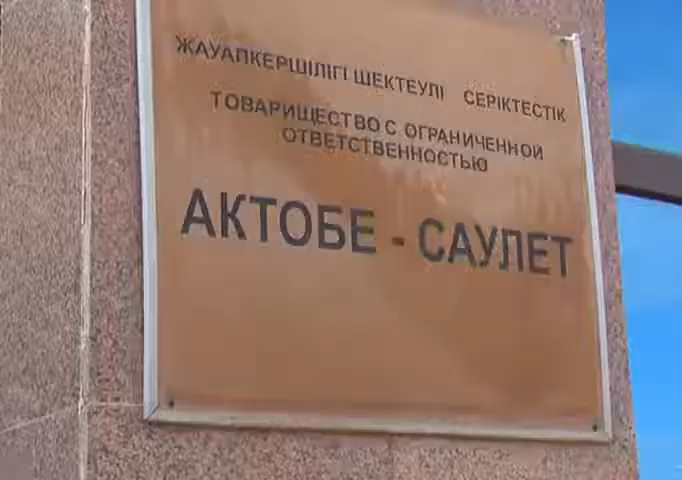 ЖАУАПКЕРШІЛІГІ ШЕКТЕУЛІ СЕРІКТЕСТІК
ТОВАРИЩЕСТВО С ОГРАНИЧЕННОЙ
ОТВЕТСТВЕННОСТЬЮ
АКТОБЕ - САУЛЕТ